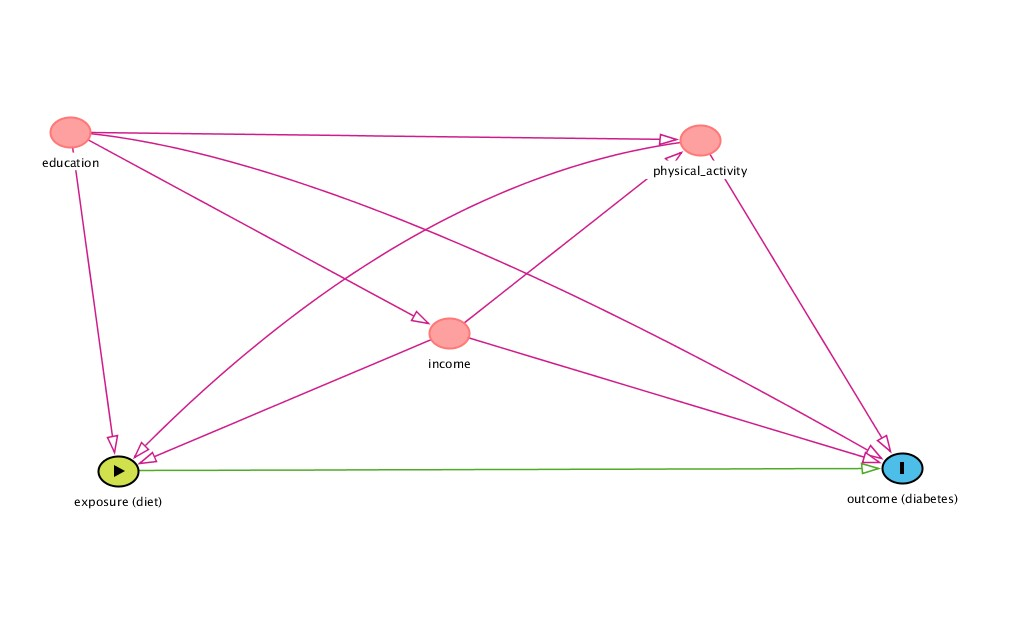 education
physical_activity
income
exposure (diet)
outcome (diabetes)